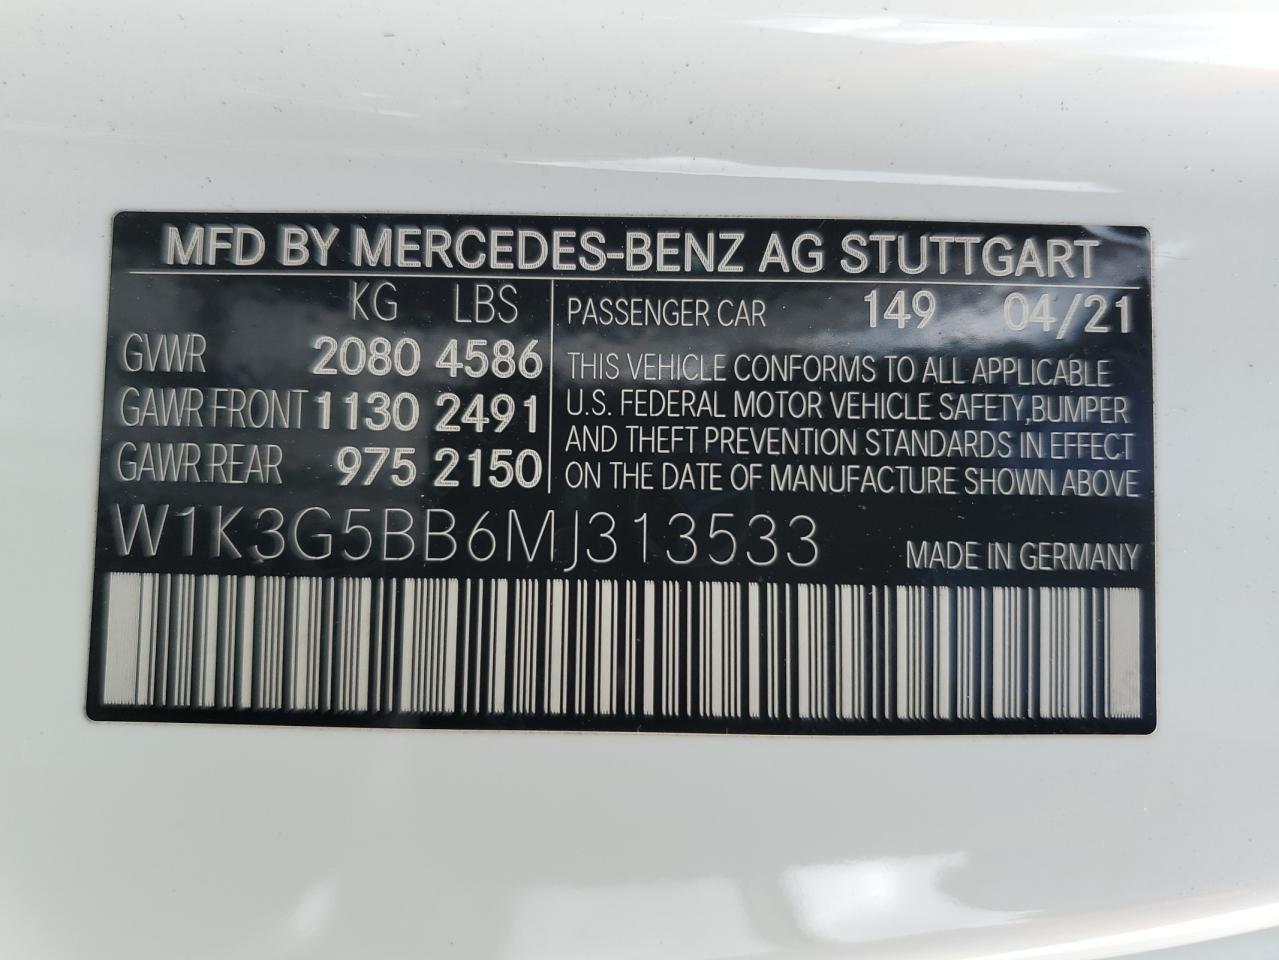 MFD BY MERCEDES-BENZ AG STUTTGART
KG LBS
GVWR 2080 4586
GAWR FRONT 1130 2491
GAWR REAR 975 2150
PASSENGER CAR 149 04/21
THIS VEHICLE CONFORMS TO ALL APPLICABLE
U.S. FEDERAL MOTOR VEHICLE SAFETY,BUMPER
AND THEFT PREVENTION STANDARDS IN EFFECT
ON THE DATE OF MANUFACTURE SHOWN ABOVE
W1K3G5BB6MJ313533
MADE IN GERMANY